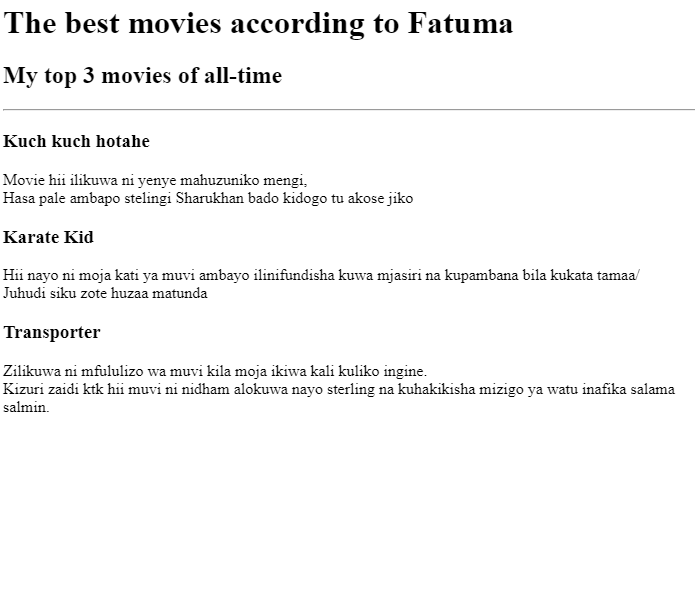 The best movies according to Fatuma
My top 3 movies of all-time
Kuch kuch hotahe
Movie hii ilikuwa ni yenye mahuzuniko mengi,
Hasa pale ambapo stelingi Sharukhan bado kidogo tu akose jiko
Karate Kid
Hii nayo ni moja kati ya muvi ambayo ilinifundisha kuwa mjasiri na kupambana bila kukata tamaa/
Juhudi siku zote huzaa matunda
Transporter
Zilikuwa ni mfululizo wa muvi kila moja ikiwa kali kuliko ingine.
Kizuri zaidi ktk hii muvi ni nidham alokuwa nayo sterling na kuhakikisha mizigo ya watu inafika salama
salmin.